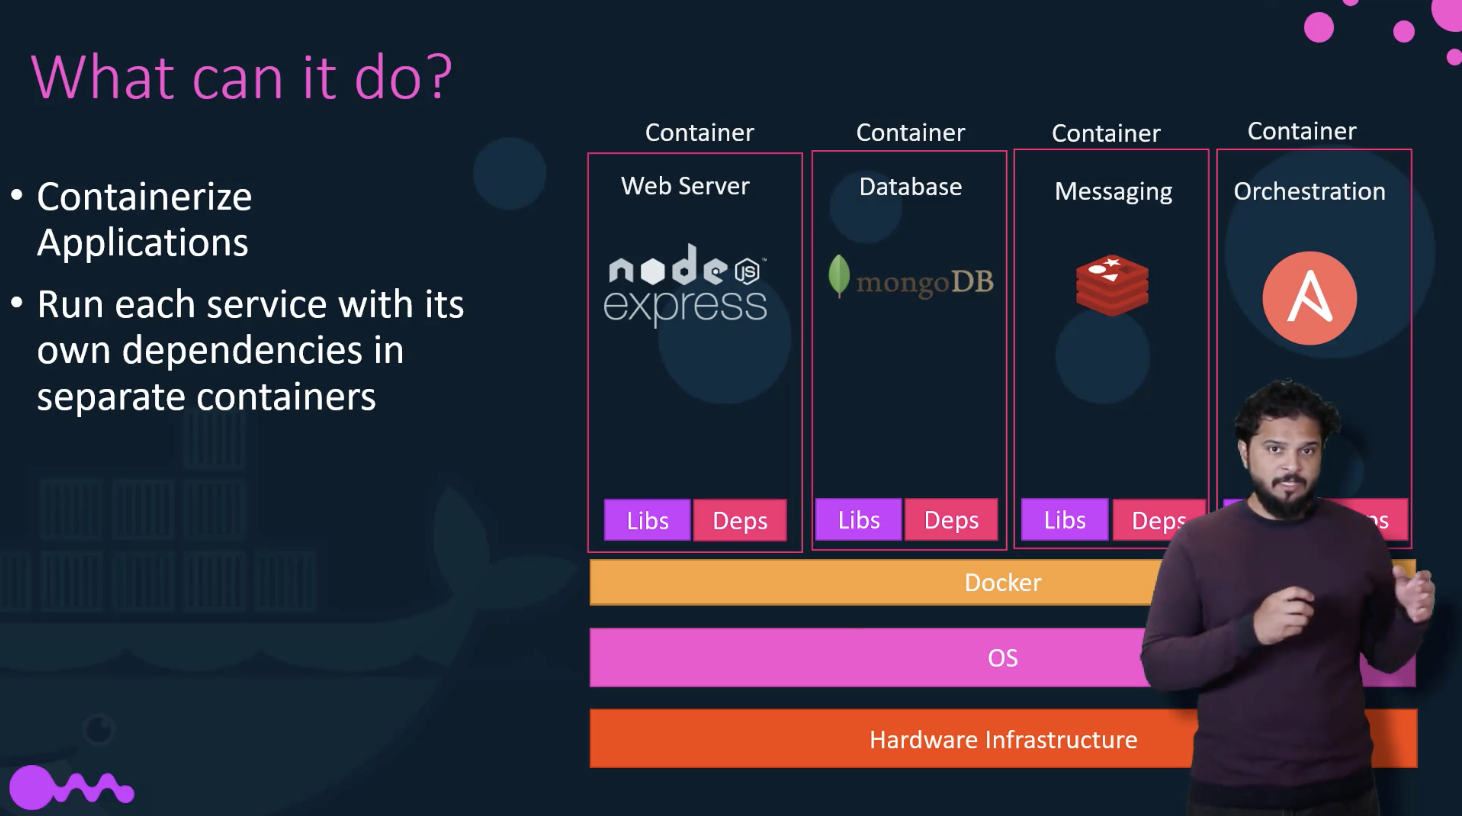 What can it do?
• Containerize
Applications
• Run each service with its
own dependencies in
separate containers
Container
Web Server
node JS ™
express
Libs
Deps
Container
Database
mongoDB
Libs
Deps
Container
Messaging
Libs
Deps
Container
Orchestration
Docker
OS
Hardware Infrastructure